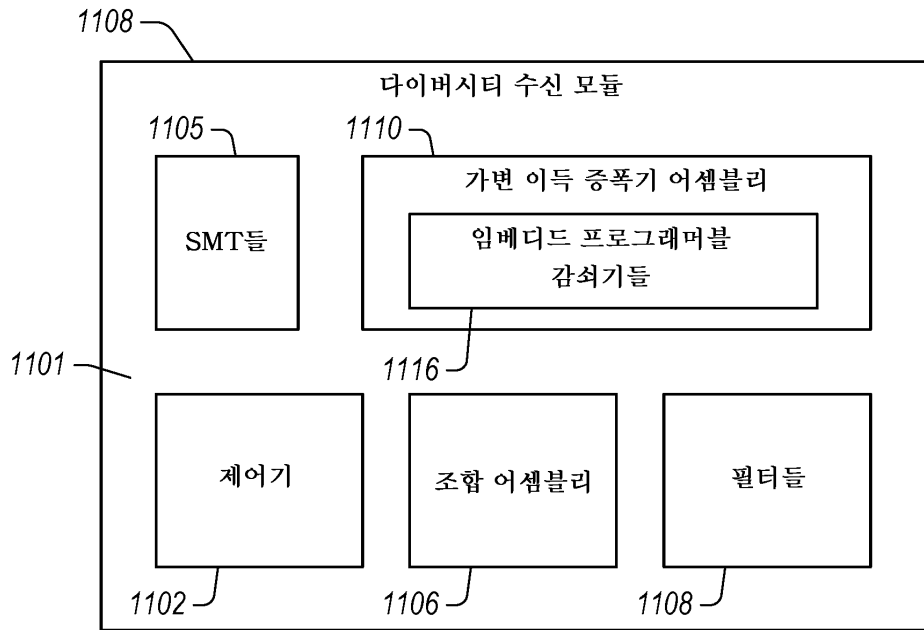 1108
다이버시티 수신 모듈
1105
1110
SMT들
가변 이득 증폭기 어셈블리
임베디드 프로그래머블
감쇠기들
1101
1116
제어기
조합 어셈블리
필터들
1102
1106
1108